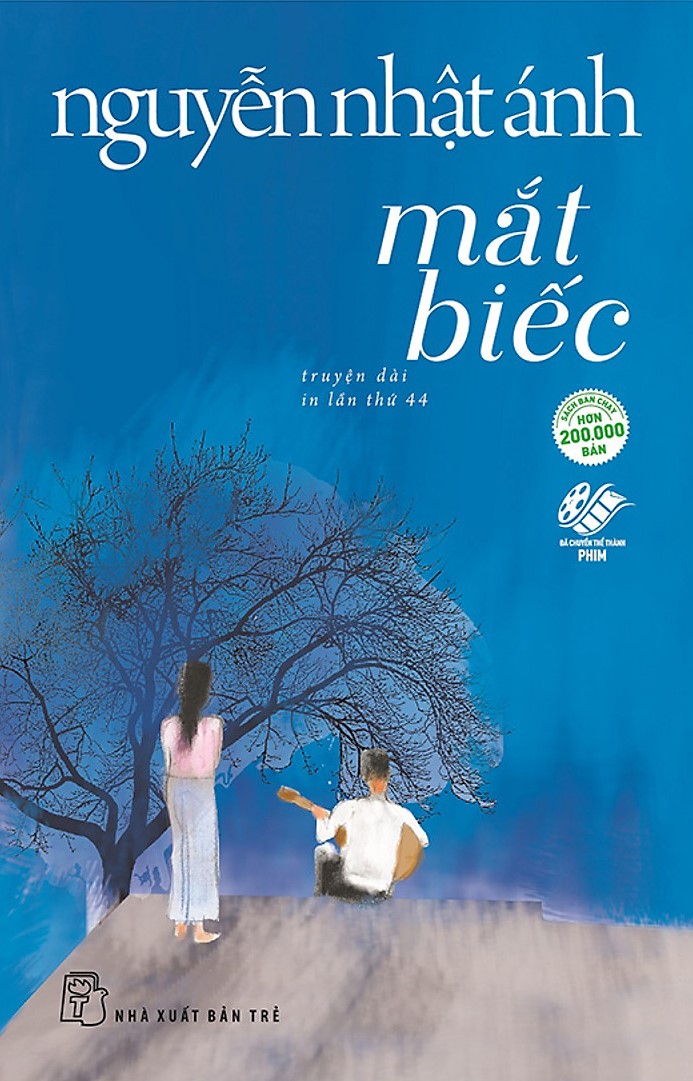 nguyễn nhật ánh
mắt
biếc
truyện dài
in lần thứ 44
SÁCH BÁN CHẠY
HƠN
200.000
BẢN
ĐÃ CHUYỂN THỂ THÀNH
PHIM
NHÀ XUẤT BẢN TRẺ